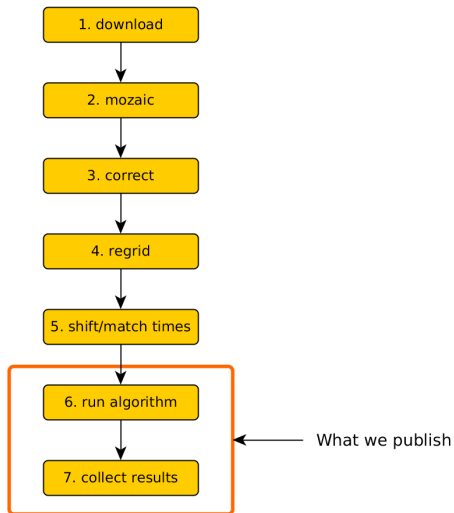 1. download
2. mozaic
3. correct
4. regrid
5. shift/match times
6. run algorithm
What we publish
7. collect results